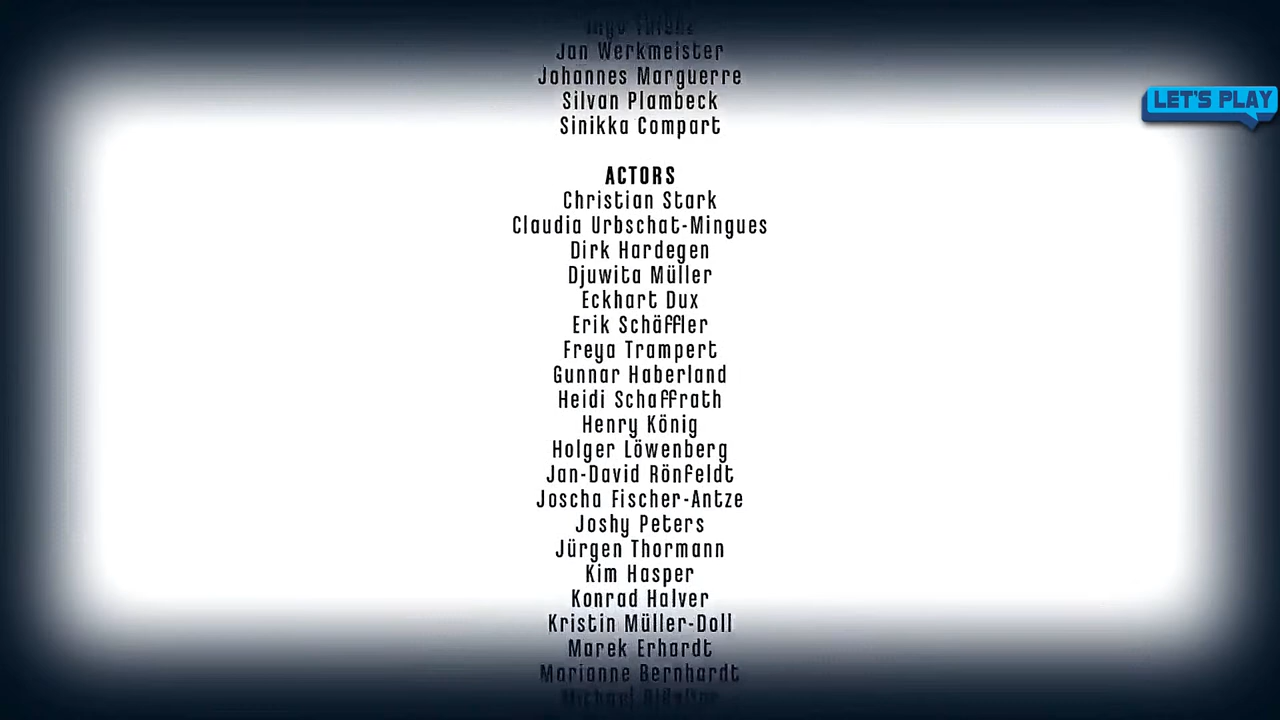 Jan Werkmeister
Johannes Marguerre
Silvan Plambeck
Sinikka Compart
LET'S PLAY
ACTORS
Christian Stark
Claudia Urbschat-Mingues
Dirk Hardegen
Djuwita Müller
Eckhart Dux
Erik Schäffler
Freya Trampert
Gunnar Haberland
Heidi Schaffrath
Henry König
Holger Löwenberg
Jan-David Rönfeldt
Joscha Fischer-Antze
Joshy Peters
Jürgen Thormann
Kim Hasper
Konrad Halver
Kristin Müller-Doll
Marek Erhardt
Marianne Bernhardt
Michael